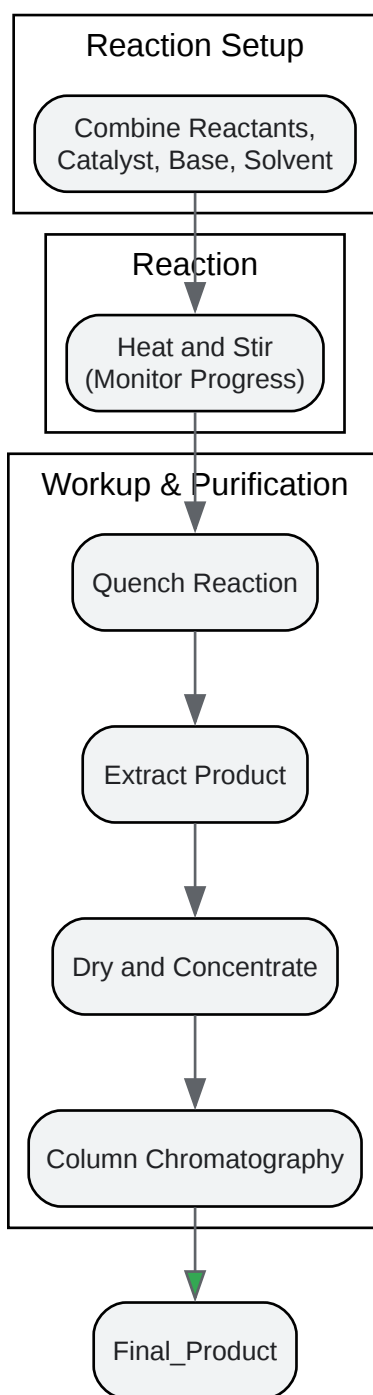 Reaction Setup
Combine Reactants,
Catalyst, Base, Solvent
Reaction
Heat and Stir
(Monitor Progress)
Workup & Purification
Quench Reaction
Extract Product
Dry and Concentrate
Column Chromatography
Final_Product